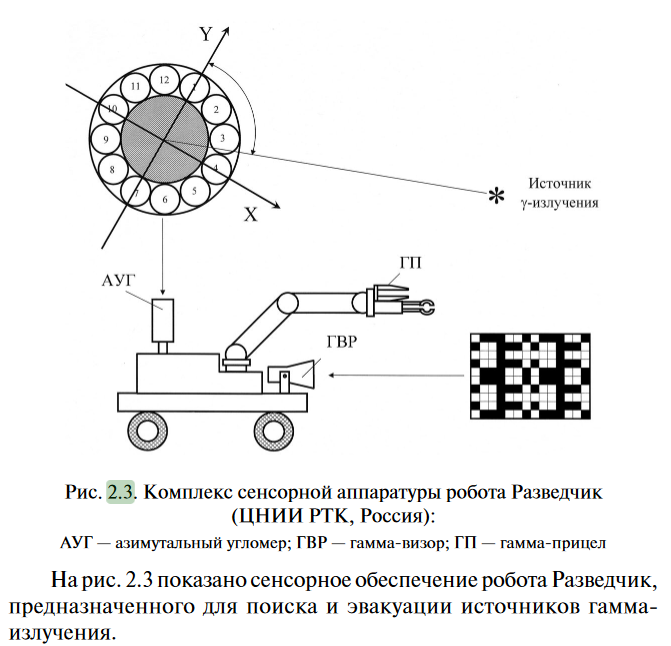 Y
12
11
1
10
2
9
3
8
4
7
5
6
X
Источник
γ-излучения
АУГ
ГП
ГВР
Рис. 2.3. Комплекс сенсорной аппаратуры робота Разведчик
(ЦНИИ РТК, Россия):
АУГ — азимутальный угломер; ГВР — гамма-визор; ГП — гамма-прицел
На рис. 2.3 показано сенсорное обеспечение робота Разведчик,
предназначенного для поиска и эвакуации источников гамма-
излучения.